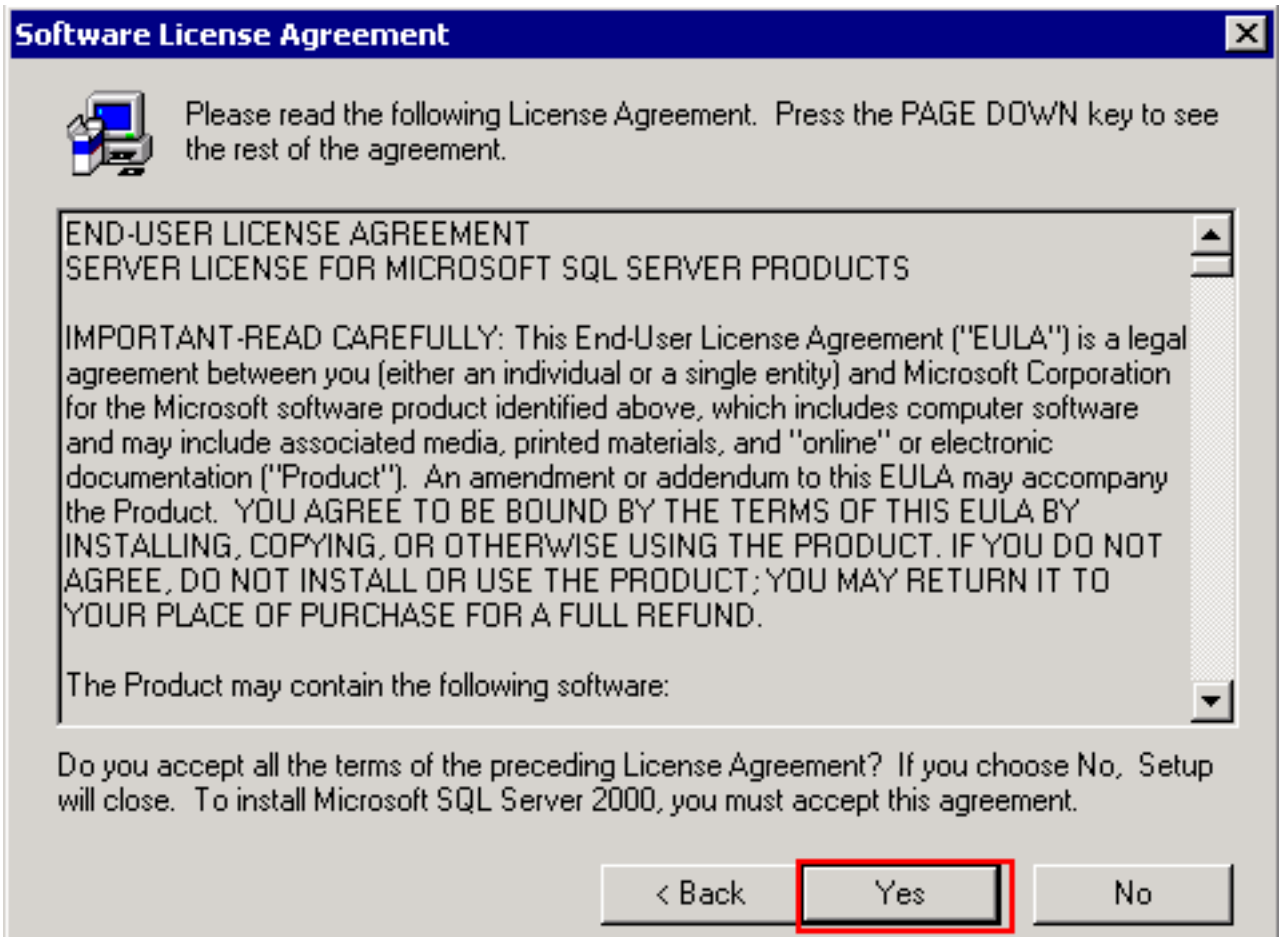 Software License Agreement
Please read the following License Agreement.  Press the PAGE DOWN key to see
the rest of the agreement.
END-USER LICENSE AGREEMENT
SERVER LICENSE FOR MICROSOFT SQL SERVER PRODUCTS
IMPORTANT-READ CAREFULLY: This End-User License Agreement ("EULA") is a legal
agreement between you (either an individual or a single entity) and Microsoft Corporation
for the Microsoft software product identified above, which includes computer software
and may include associated media, printed materials, and "online" or electronic
documentation ("Product").  An amendment or addendum to this EULA may accompany
the Product.  YOU AGREE TO BE BOUND BY THE TERMS OF THIS EULA BY
INSTALLING, COPYING, OR OTHERWISE USING THE PRODUCT. IF YOU DO NOT
AGREE, DO NOT INSTALL OR USE THE PRODUCT; YOU MAY RETURN IT TO
YOUR PLACE OF PURCHASE FOR A FULL REFUND.
The Product may contain the following software:
Do you accept all the terms of the preceding License Agreement?  If you choose No,  Setup
will close.  To install Microsoft SQL Server 2000, you must accept this agreement.
< Back
Yes
No